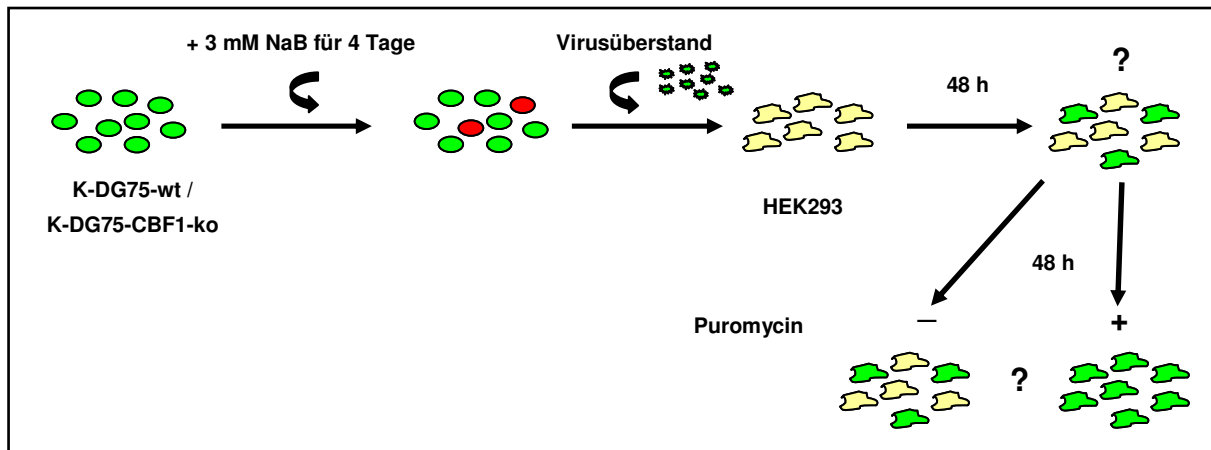 + 3 mM NaB für 4 Tage
Virusüberstand
?
48 h
K-DG75-wt /
K-DG75-CBF1-ko
HEK293
48 h
Puromycin
–
+
?